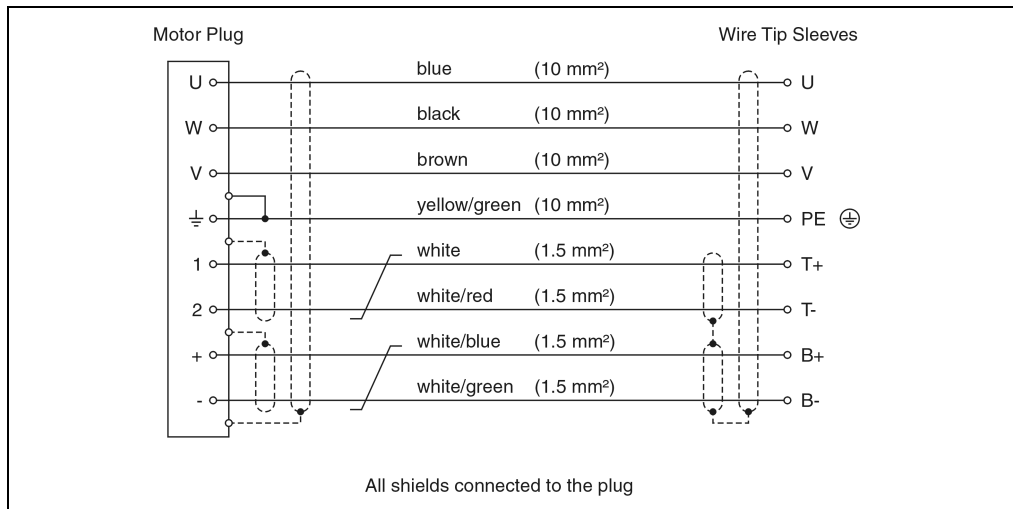 Motor Plug Wire Tip Sleeves
U blue (10 mm²) U
W black (10 mm²) W
V brown (10 mm²) V
yellow/green (10 mm²) PE
1 white (1.5 mm²) T+
2 white/red (1.5 mm²) T-
+ white/blue (1.5 mm²) B+
- white/green (1.5 mm²) B-
All shields connected to the plug